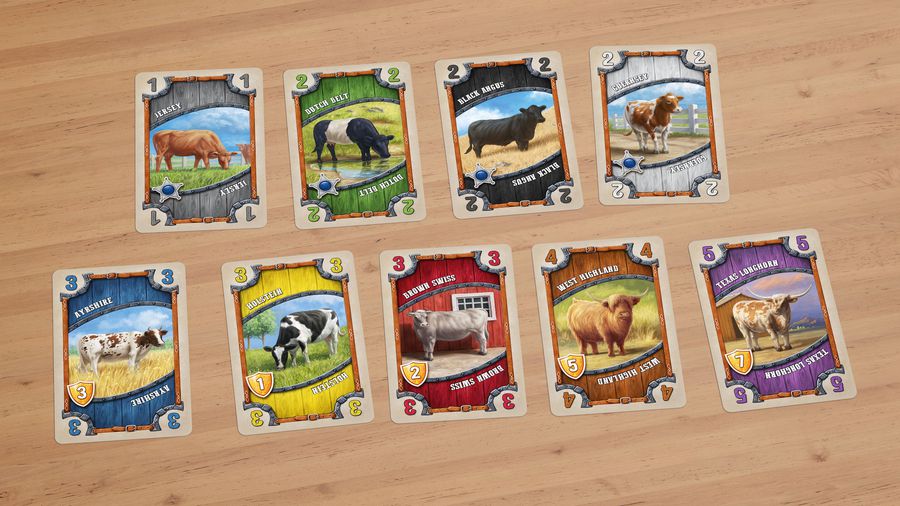 1 1
JERSEY
JERSEY
1 1
2 2
DUTCH BELT
DUTCH BELT
2 2
2 2
BLACK ANGUS
BLACK ANGUS
2 2
2 2
GUERNSEY
GUERNSEY
2 2
3 3
AYRSHIRE
3
AYRSHIRE
3 3
3 3
HOLSTEIN
1
HOLSTEIN
3 3
3 3
BROWN SWISS
2
BROWN SWISS
3 3
4 4
WEST HIGHLAND
5
WEST HIGHLAND
4 4
5 5
TEXAS LONGHORN
7
TEXAS LONGHORN
5 5